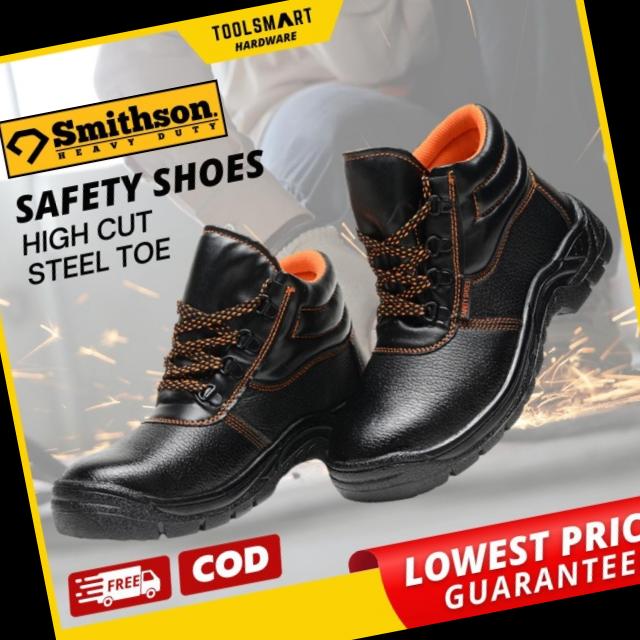 TOOLSMART
HARDWARE
Smithson.
HEAVY DUTY
SAFETY SHOES
HIGH CUT
STEEL TOE
FREE
COD
LOWEST PRIC
GUARANTEE